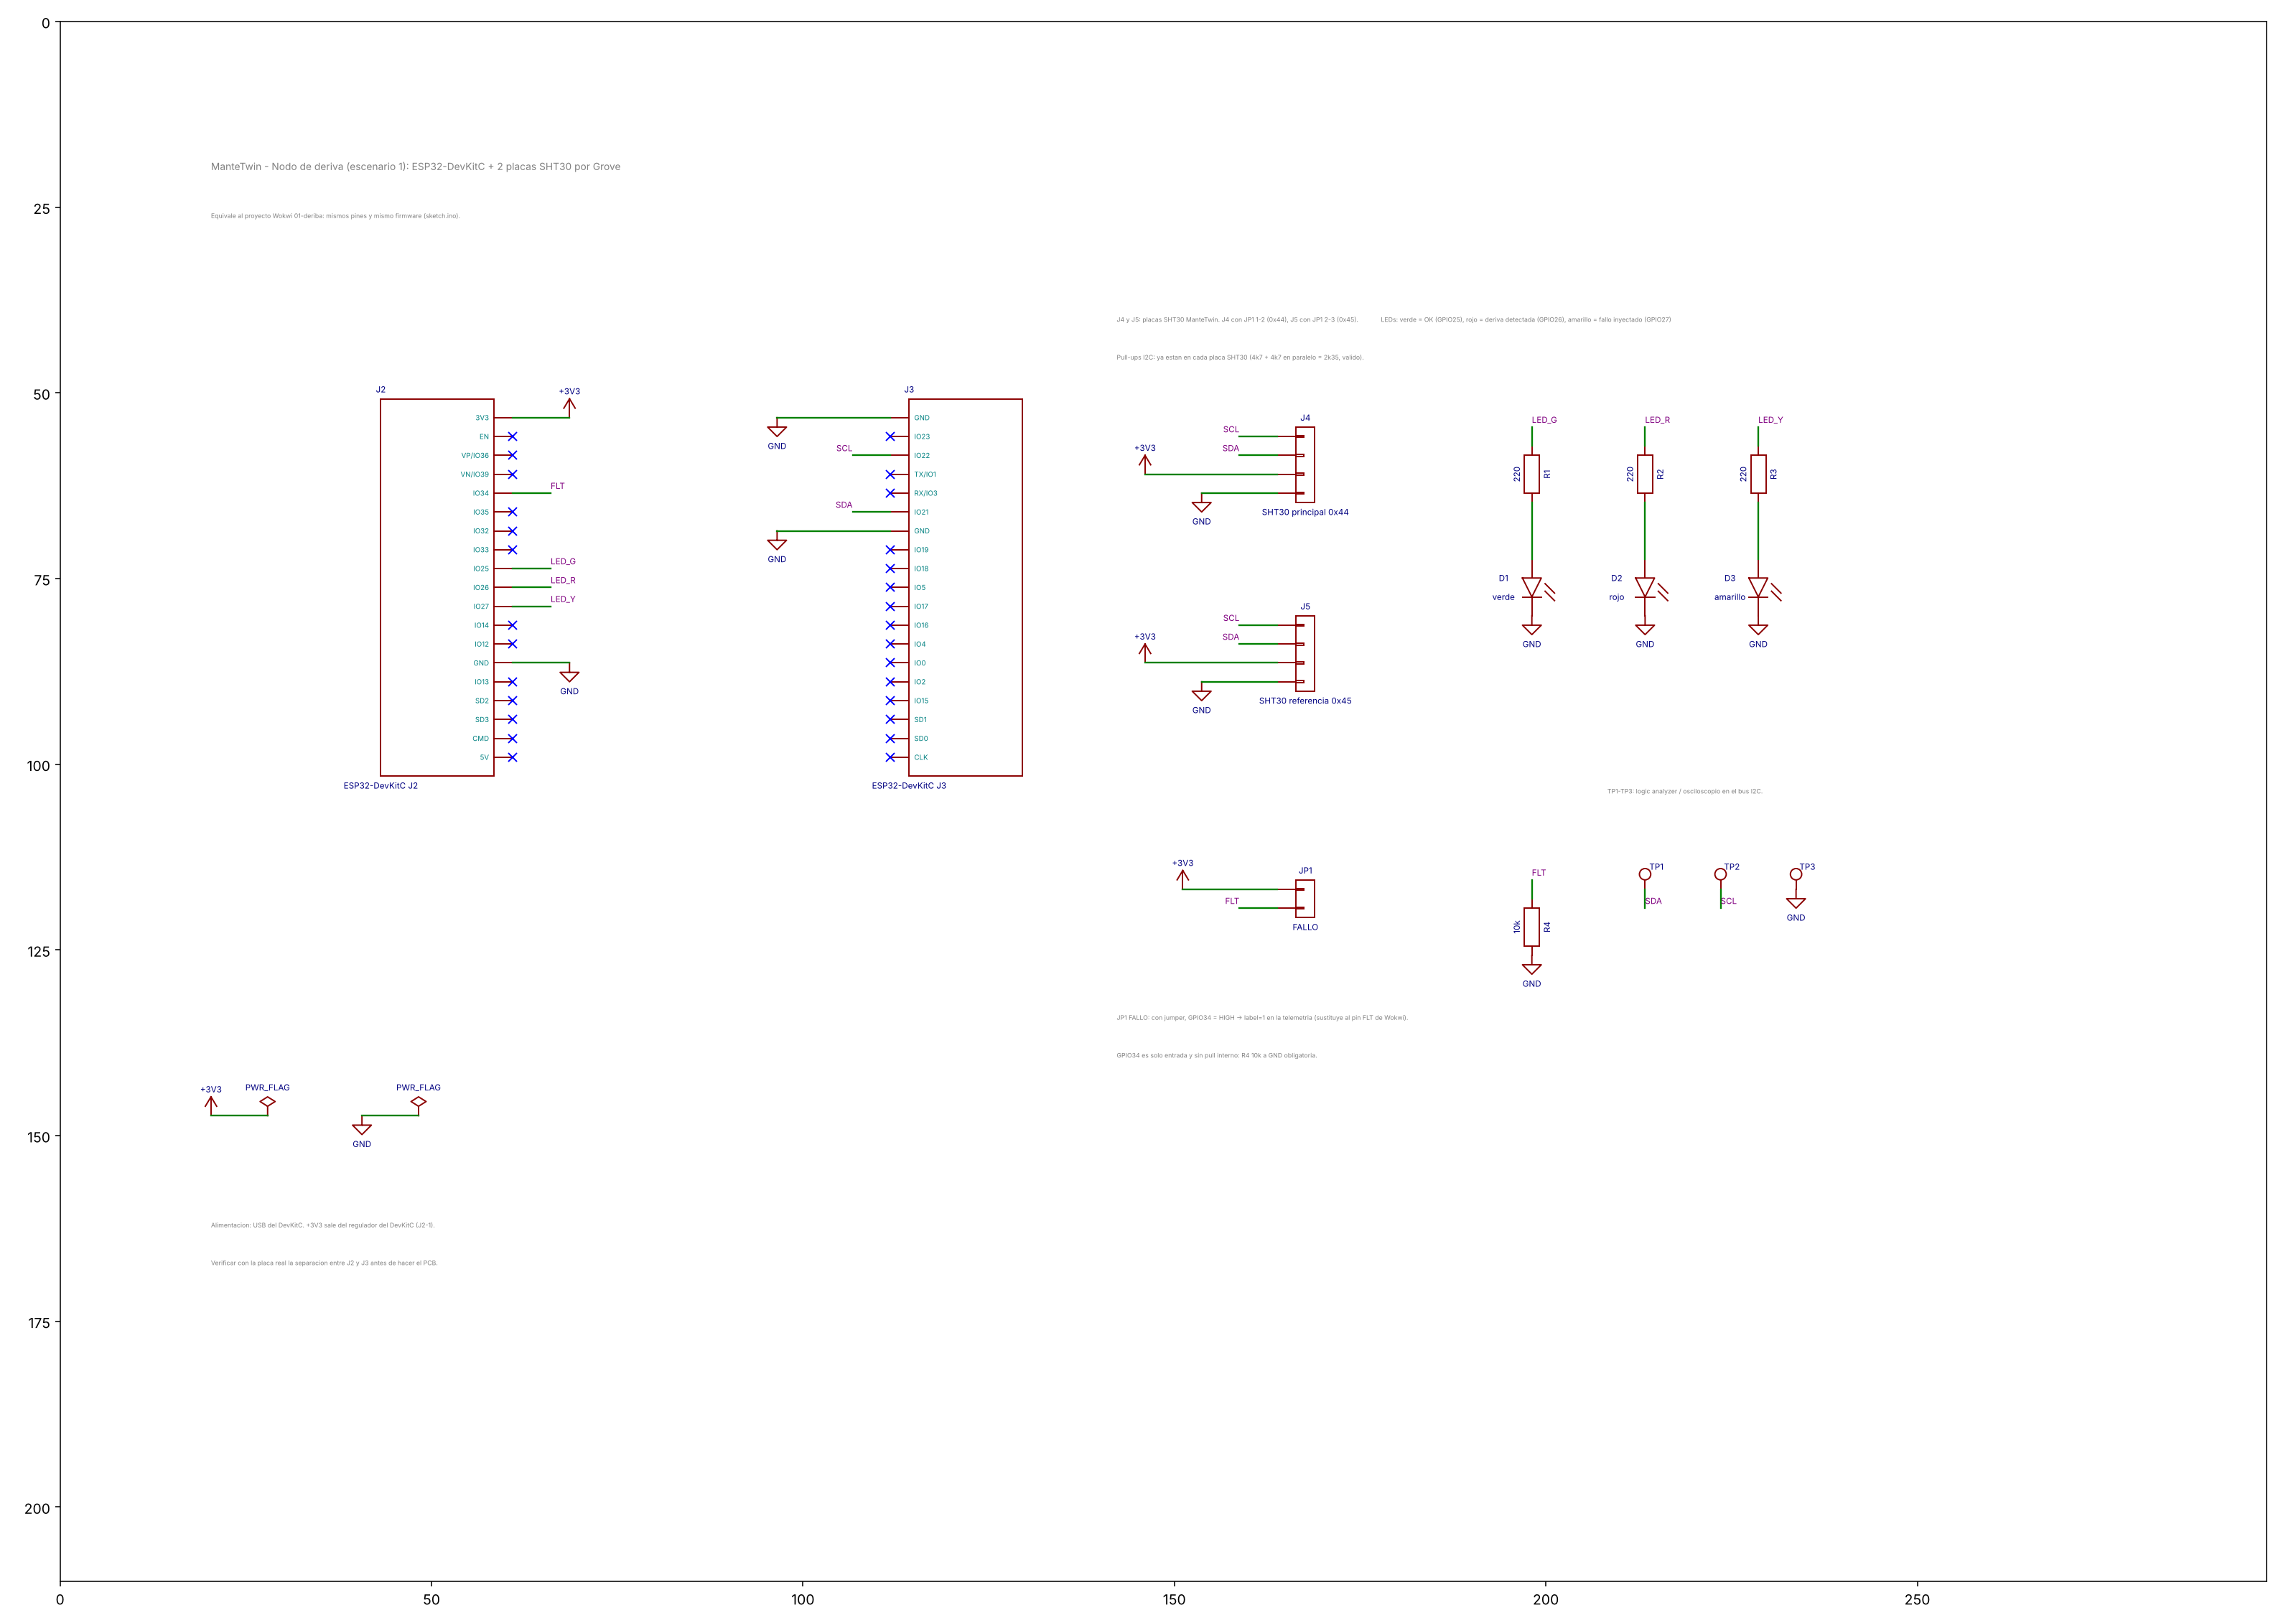 0
25
50
75
100
125
150
175
200
0
50
100
150
200
250
ManteTwin - Nodo de deriva (escenario 1): ESP32-DevKitC + 2 placas SHT30 por Grove
Equivale al proyecto Wokwi 01-deriba: mismos pines y mismo firmware (sketch.ino).
J4 y J5: placas SHT30 ManteTwin. J4 con JP1 1-2 (0x44), J5 con JP1 2-3 (0x45).
LEDs: verde = OK (GPIO25), rojo = deriva detectada (GPIO26), amarillo = fallo inyectado (GPIO27)
Pull-ups I2C: ya estan en cada placa SHT30 (4k7 + 4k7 en paralelo = 2k35, valido).
J2
+3V3
3V3
EN
VP/IO36
VN/IO39
IO34
FLT
IO35
IO32
IO33
IO25
LED_G
IO26
LED_R
IO27
LED_Y
IO14
IO12
GND
GND
IO13
SD2
SD3
CMD
5V
ESP32-DevKitC J2
J3
GND
GND
IO23
SCL
IO22
TX/IO1
RX/IO3
SDA
IO21
GND
GND
IO19
IO18
IO5
IO17
IO16
IO4
IO0
IO2
IO15
SD1
SD0
CLK
ESP32-DevKitC J3
J4
SCL
SDA
+3V3
GND
SHT30 principal 0x44
J5
SCL
SDA
+3V3
GND
SHT30 referencia 0x45
LED_G
220
R1
D1
verde
GND
LED_R
220
R2
D2
rojo
GND
LED_Y
220
R3
D3
amarillo
GND
TP1-TP3: logic analyzer / osciloscopio en el bus I2C.
+3V3
JP1
FLT
FALLO
FLT
10k
R4
GND
TP1
SDA
TP2
SCL
TP3
GND
JP1 FALLO: con jumper, GPIO34 = HIGH → label=1 en la telemetria (sustituye al pin FLT de Wokwi).
GPIO34 es solo entrada y sin pull interno: R4 10k a GND obligatoria.
+3V3
PWR_FLAG
PWR_FLAG
GND
Alimentacion: USB del DevKitC. +3V3 sale del regulador del DevKitC (J2-1).
Verificar con la placa real la separacion entre J2 y J3 antes de hacer el PCB.